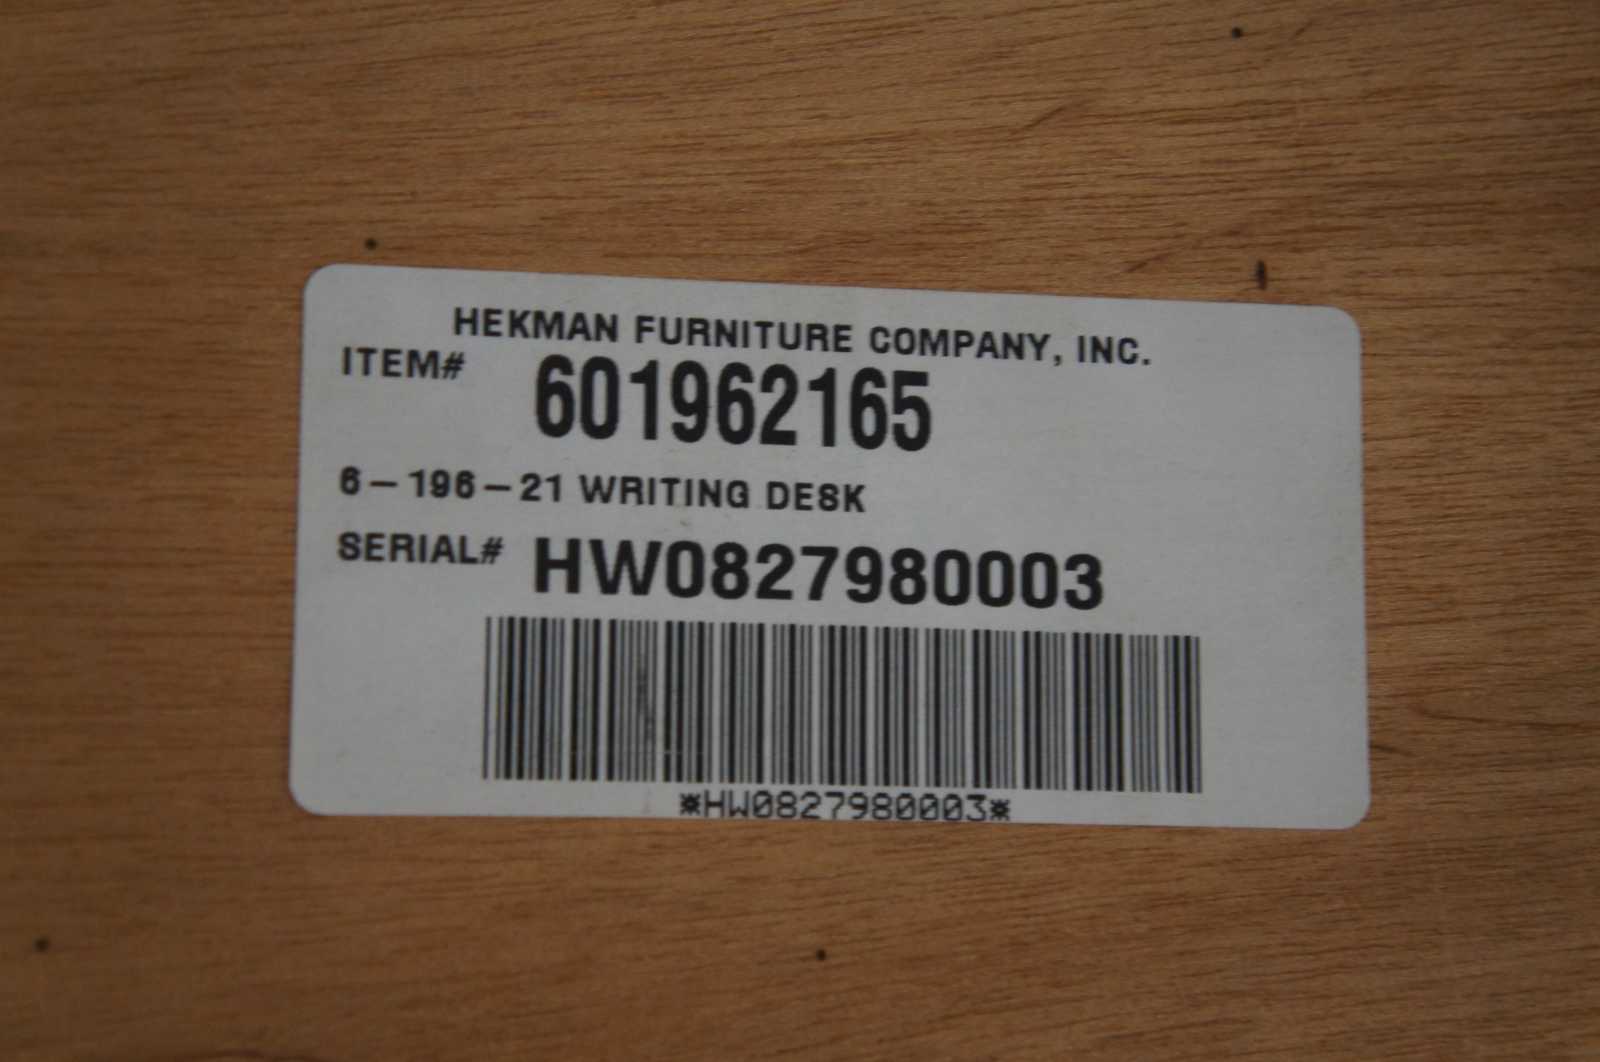 HEKMAN FURNITURE COMPANY, INC.
ITEM# 601962165
6-196-21 WRITING DESK
SERIAL# HW0827980003
*HW0827980003*